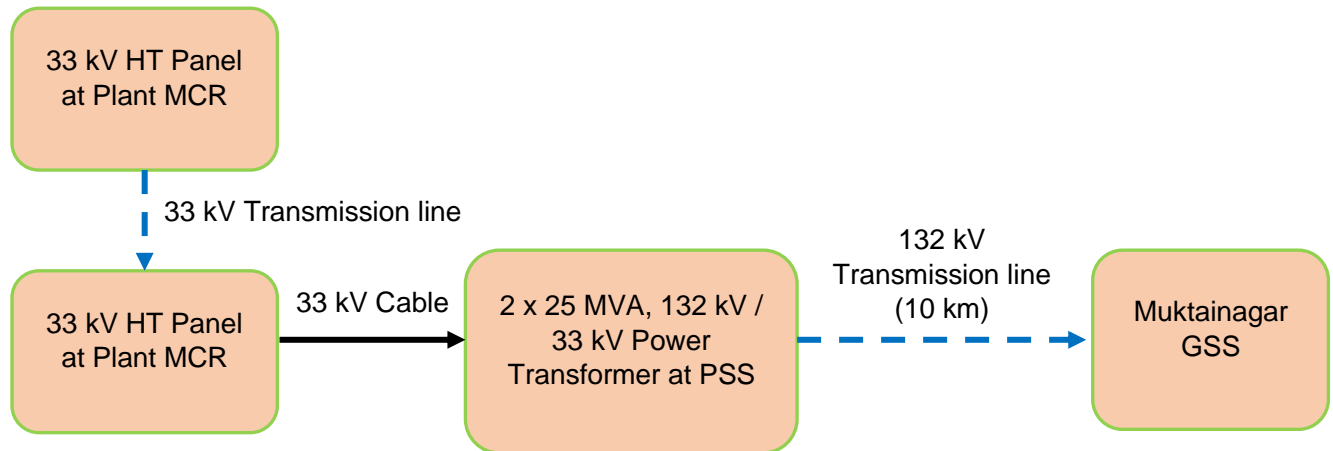 33 kV HT Panel
at Plant MCR
33 kV Transmission line
33 kV HT Panel
at Plant MCR
33 kV Cable
2 x 25 MVA, 132 kV /
33 kV Power
Transformer at PSS
132 kV
Transmission line
(10 km)
Muktainagar
GSS